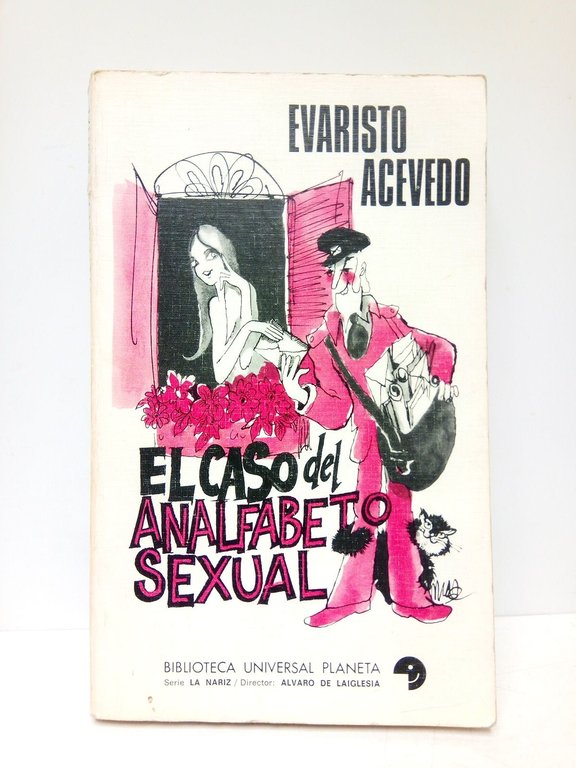 EVARISTO
ACEVEDO
EL CASO del
ANALFABETO
SEXUAL
BIBLIOTECA UNIVERSAL PLANETA
Serie LA NARIZ / Director: ALVARO DE LAIGLESIA